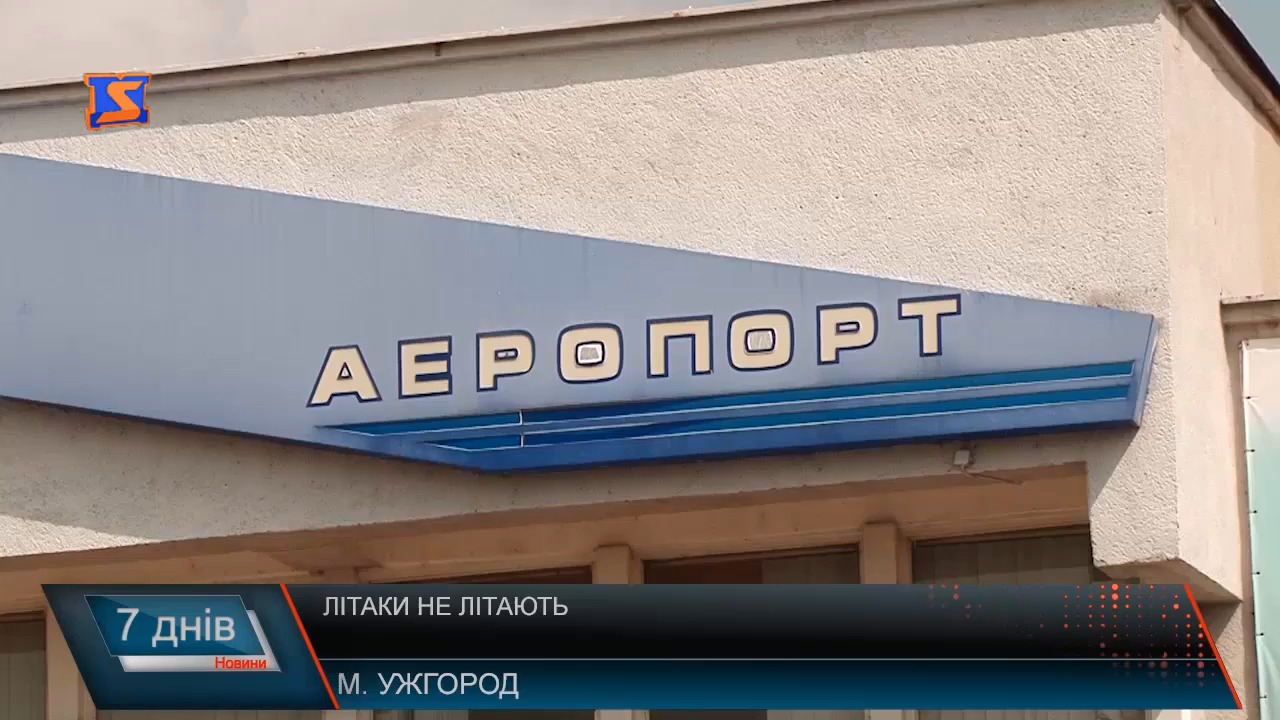 S
АЕРОПОРТ
7 днів
Новини
ЛІТАКИ НЕ ЛІТАЮТЬ
М. УЖГОРОД